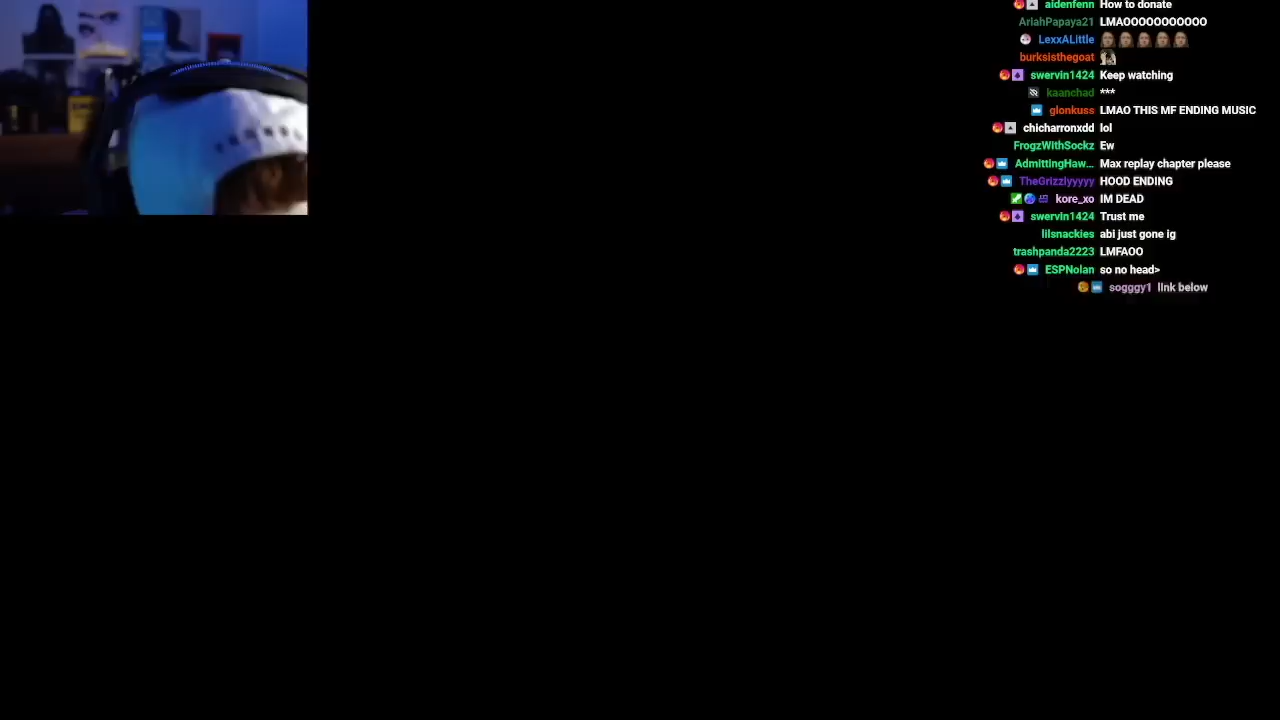 aidenfenn How to donate
AriahPapaya21 LMAOOOOOOOOOOO
LexxALittle
burksisthegoat
swervin1424 Keep watching
kaanchad ***
glonkuss LMAO THIS MF ENDING MUSIC
chicharronxdd lol
FrogzWithSockz Ew
AdmittingHaw... Max replay chapter please
TheGrizzlyyyyy HOOD ENDING
kore_xo IM DEAD
swervin1424 Trust me
lilsnackies abi just gone ig
trashpanda2223 LMFAOO
ESPNolan so no head>
sogggy1 link below